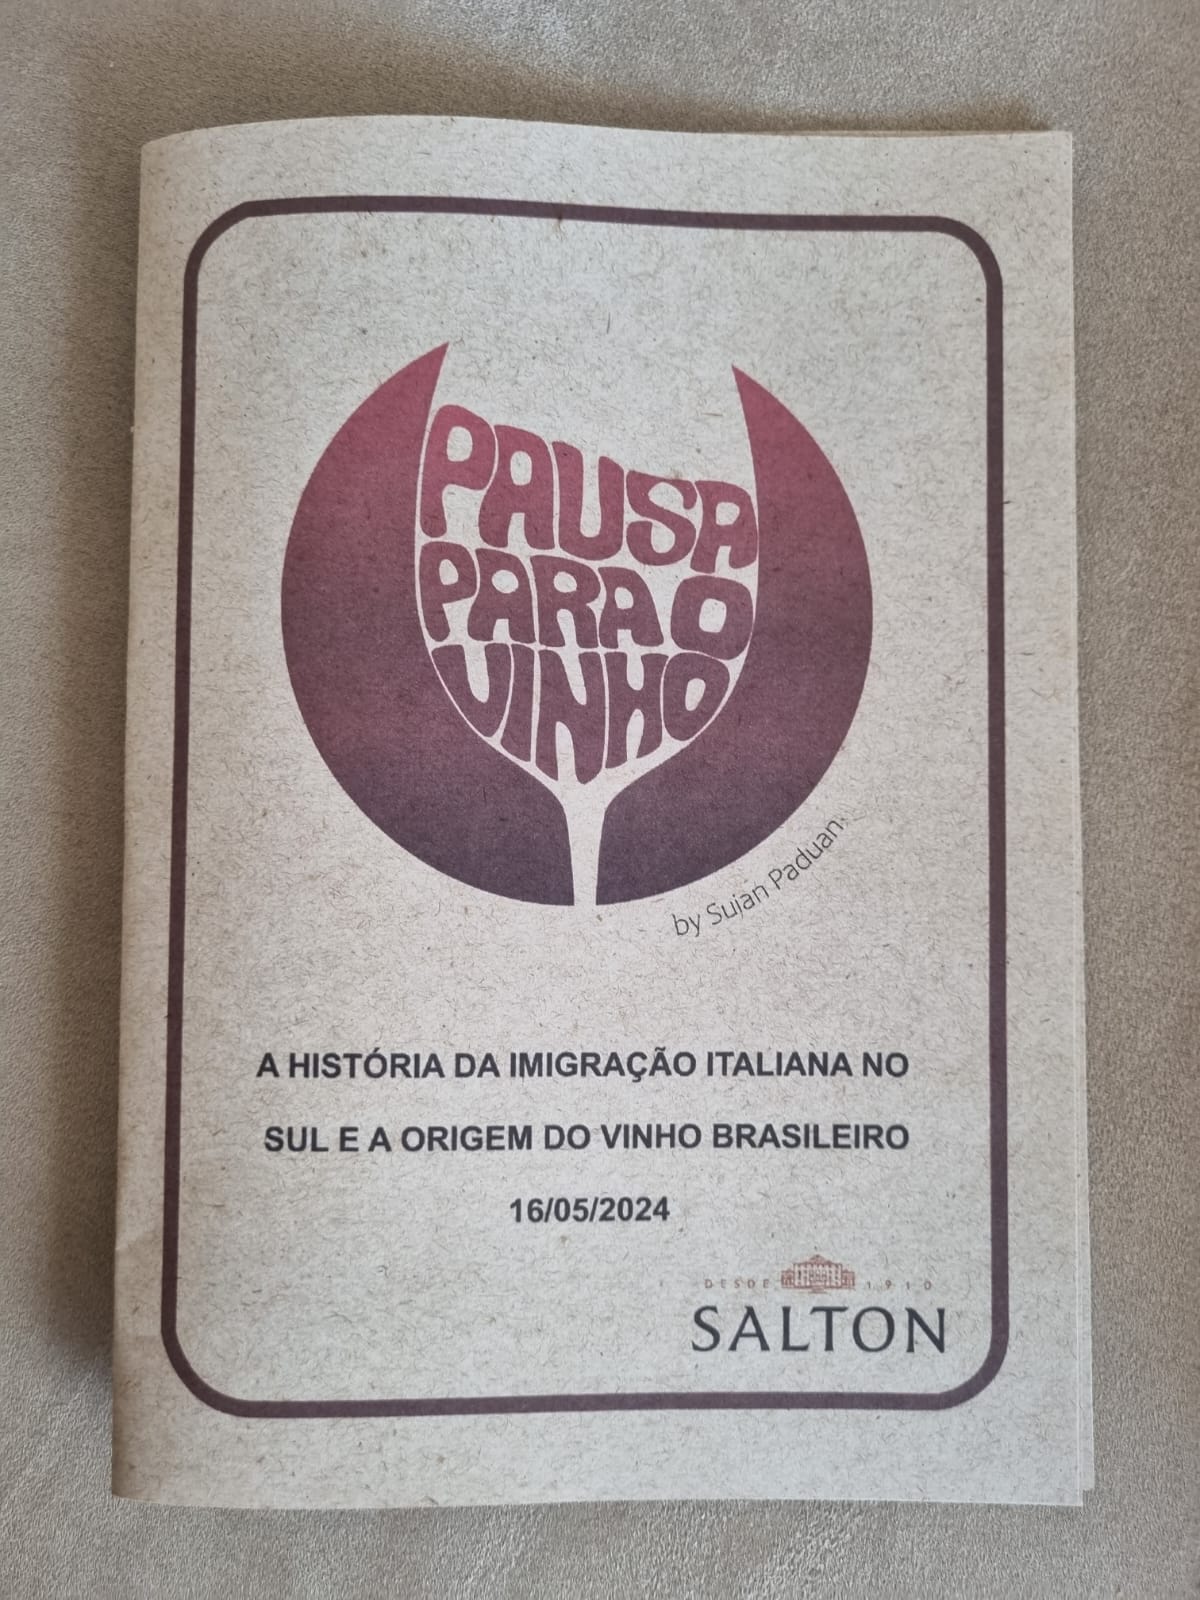 PAUSA
PARA O
VINHO
by Suian Paduan
A HISTÓRIA DA IMIGRAÇÃO ITALIANA NO
SUL E A ORIGEM DO VINHO BRASILEIRO
16/05/2024
DESDE 1910
SALTON